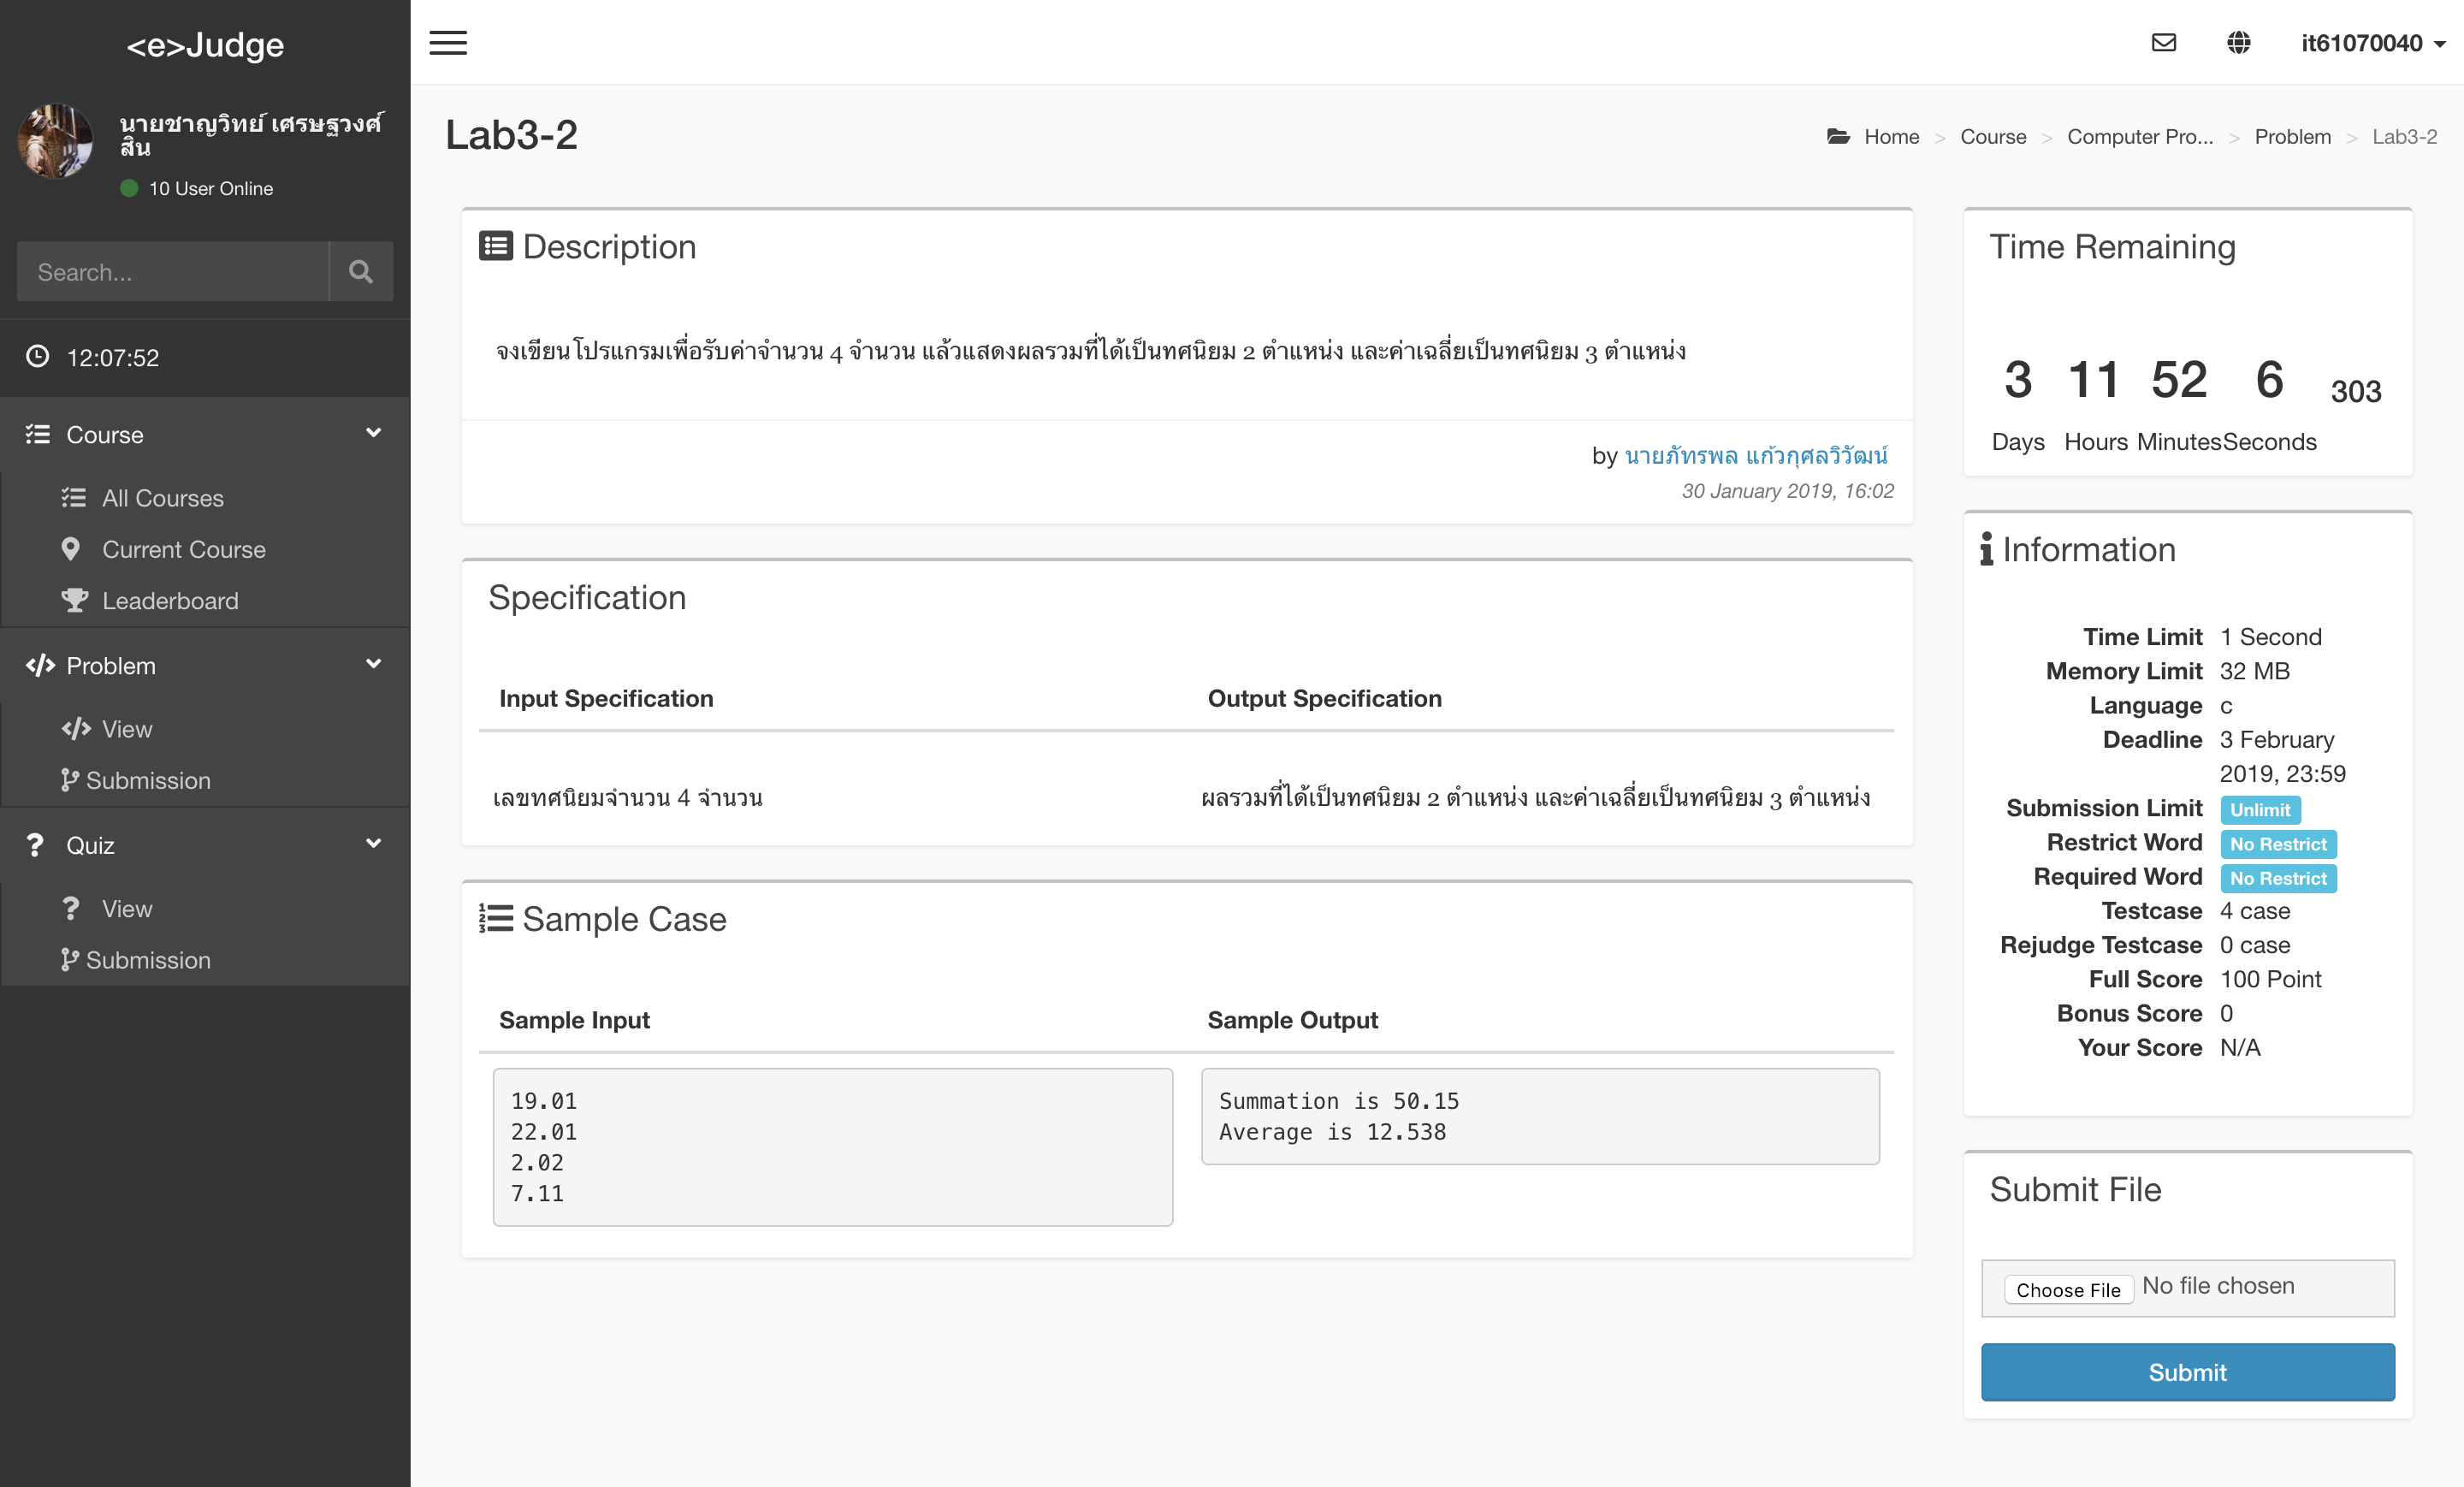 <e>Judge
นายชาญวิทย์ เศรษฐวงศ์
สิน
10 User Online
Search...
12:07:52
Course
All Courses
Current Course
Leaderboard
Problem
View
Submission
Quiz
View
Submission
it61070040
Lab3-2
Home > Course > Computer Pro... > Problem > Lab3-2
Description
จงเขียนโปรแกรมเพื่อรับค่าจำนวน 4 จำนวน แล้วแสดงผลรวมที่ได้เป็นทศนิยม 2 ตำแหน่ง และค่าเฉลี่ยเป็นทศนิยม 3 ตำแหน่ง
by นายภัทรพล แก้วกุศลวิวัฒน์
30 January 2019, 16:02
Specification
Input Specification Output Specification
เลขทศนิยมจำนวน 4 จำนวน ผลรวมที่ได้เป็นทศนิยม 2 ตำแหน่ง และค่าเฉลี่ยเป็นทศนิยม 3 ตำแหน่ง
Sample Case
Sample Input Sample Output
19.01
22.01
2.02
7.11
Summation is 50.15
Average is 12.538
Time Remaining
3 11 52 6 303
Days Hours Minutes Seconds
Information
Time Limit 1 Second
Memory Limit 32 MB
Language c
Deadline 3 February
2019, 23:59
Submission Limit Unlimit
Restrict Word No Restrict
Required Word No Restrict
Testcase 4 case
Rejudge Testcase 0 case
Full Score 100 Point
Bonus Score 0
Your Score N/A
Submit File
Choose File No file chosen
Submit